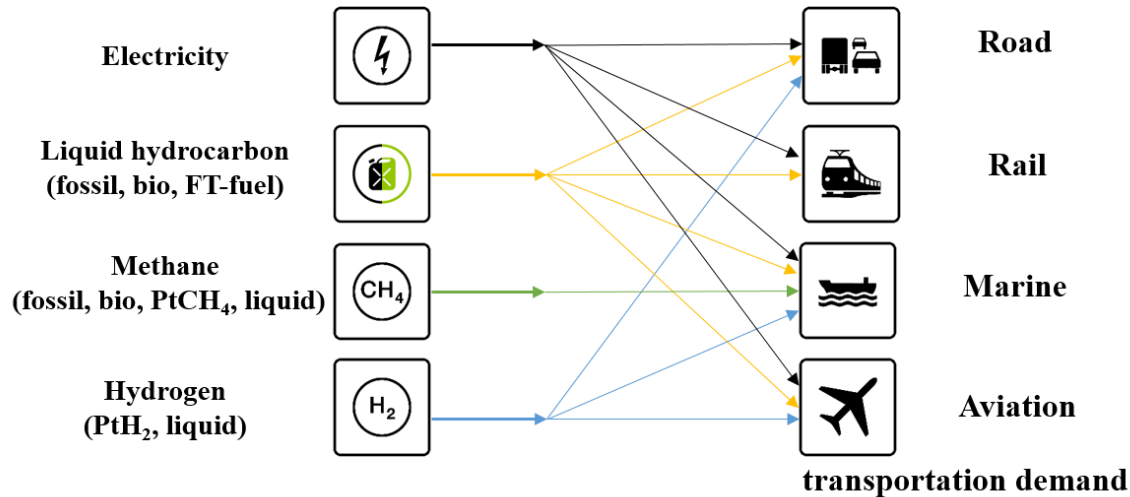 Electricity
Road
Liquid hydrocarbon
(fossil, bio, FT-fuel)
Rail
Methane
(fossil, bio, PtCH₄, liquid)
CH₄
Marine
Hydrogen
(PtH₂, liquid)
H₂
Aviation
transportation demand